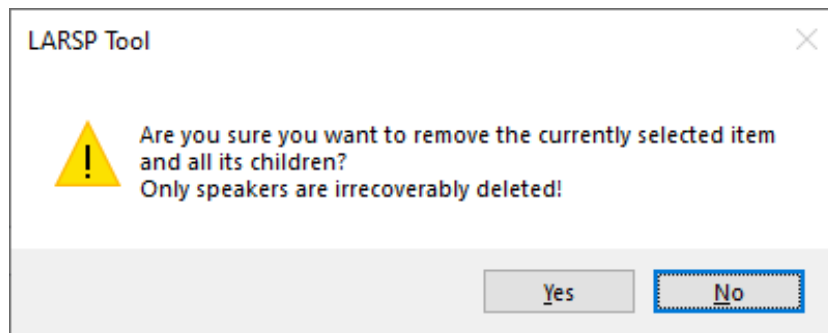 LARSP Tool
Are you sure you want to remove the currently selected item
and all its children?
Only speakers are irrecoverably deleted!
Yes
No